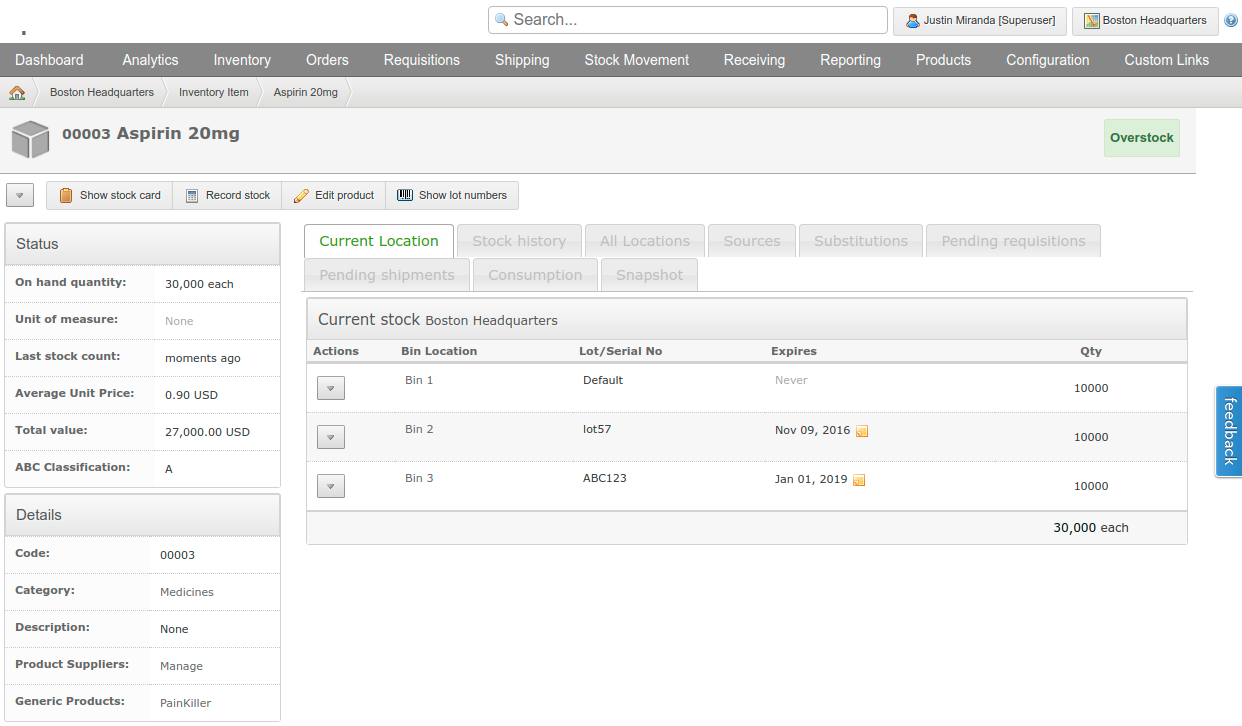 Search...
Justin Miranda [Superuser]
Boston Headquarters
Dashboard Analytics Inventory Orders Requisitions Shipping Stock Movement Receiving Reporting Products Configuration Custom Links
Boston Headquarters Inventory Item Aspirin 20mg
00003 Aspirin 20mg
Overstock
Show stock card Record stock Edit product Show lot numbers
Status
On hand quantity: 30,000 each
Unit of measure: None
Last stock count: moments ago
Average Unit Price: 0.90 USD
Total value: 27,000.00 USD
ABC Classification: A
Details
Code: 00003
Category: Medicines
Description: None
Product Suppliers: Manage
Generic Products: PainKiller
Current Location Stock history All Locations Sources Substitutions Pending requisitions
Pending shipments Consumption Snapshot
Current stock Boston Headquarters
Actions Bin Location Lot/Serial No Expires Qty
Bin 1 Default Never 10000
Bin 2 lot57 Nov 09, 2016 10000
Bin 3 ABC123 Jan 01, 2019 10000
30,000 each
feedback